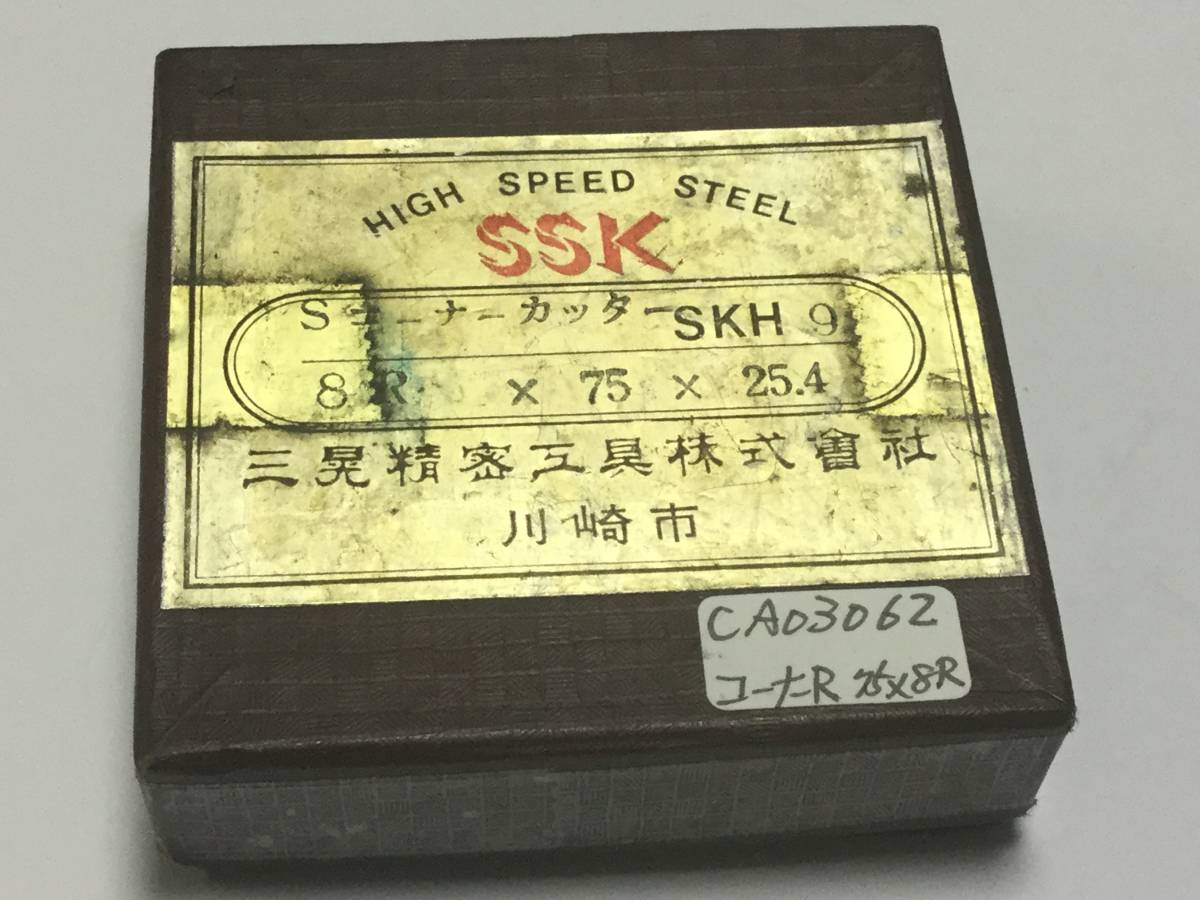 HIGH SPEED STEEL
SSK
Sコーナーカッター SKH 9
8 R × 75 × 25.4
三晃精密工具株式會社
川崎市
CA03062
コーナーR 75×8R